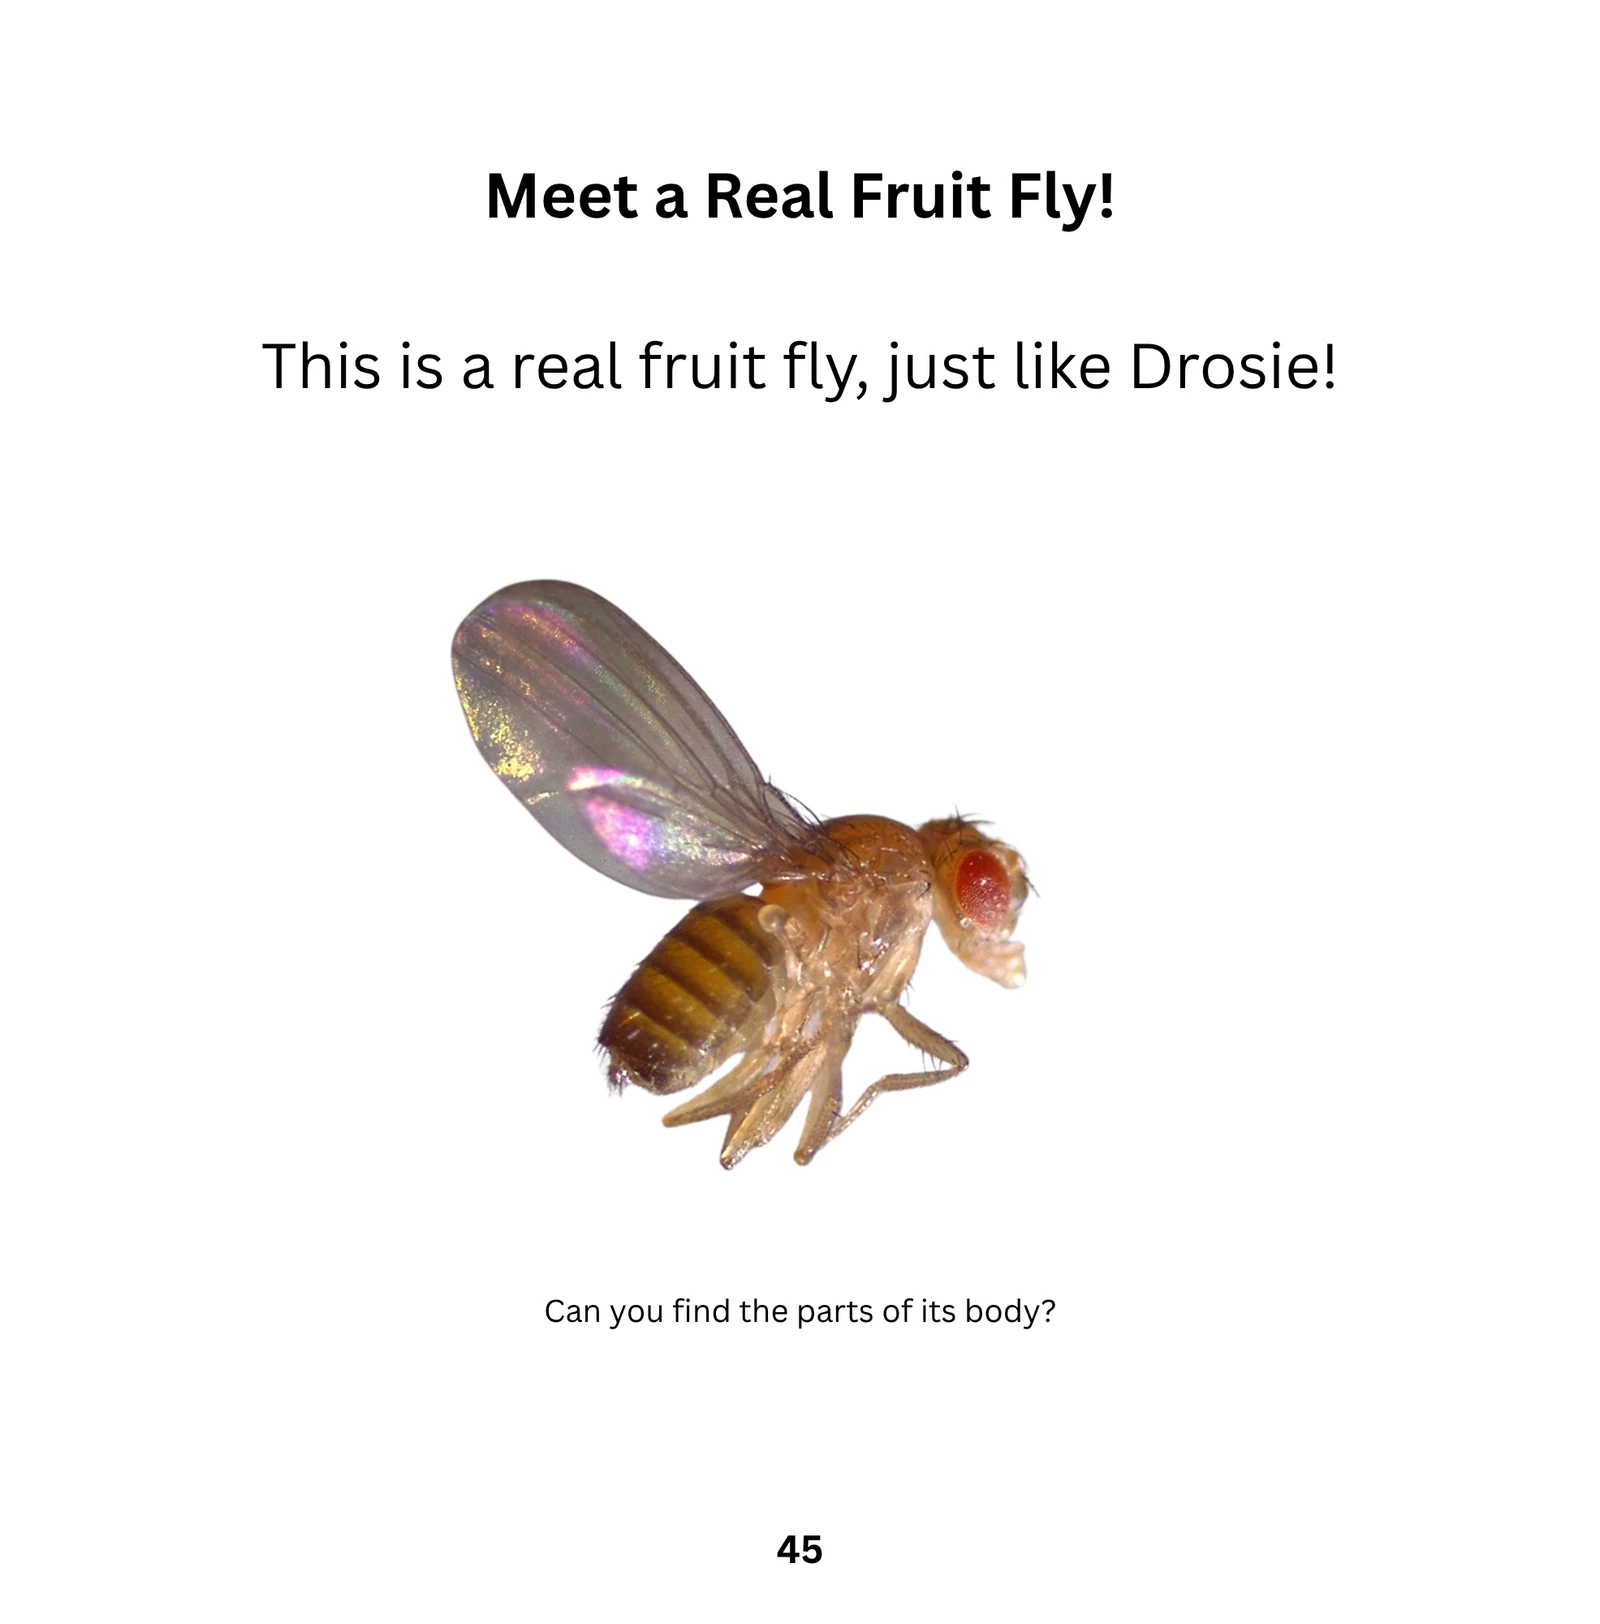 Meet a Real Fruit Fly!
This is a real fruit fly, just like Drosie!
Can you find the parts of its body?
45